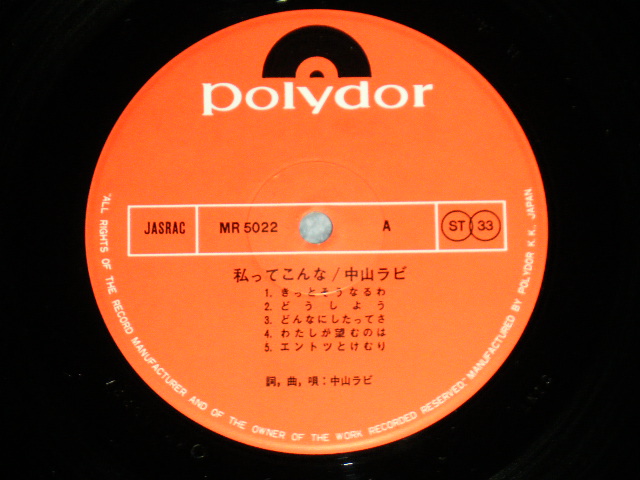 polydor
JASRAC MR 5022 A ST 33
私ってこんな/中山ラビ
1. きっとそうなるわ
2. どうしよう
3. どんなにしたってさ
4. わたしが望むのは
5. エントツとけむり
詞,曲,唄:中山ラビ
"ALL RIGHTS OF THE RECORD MANUFACTURER AND OF THE OWNER OF THE WORK RECORDED RESERVED" MANUFACTURED BY POLYDOR K.K. JAPAN.